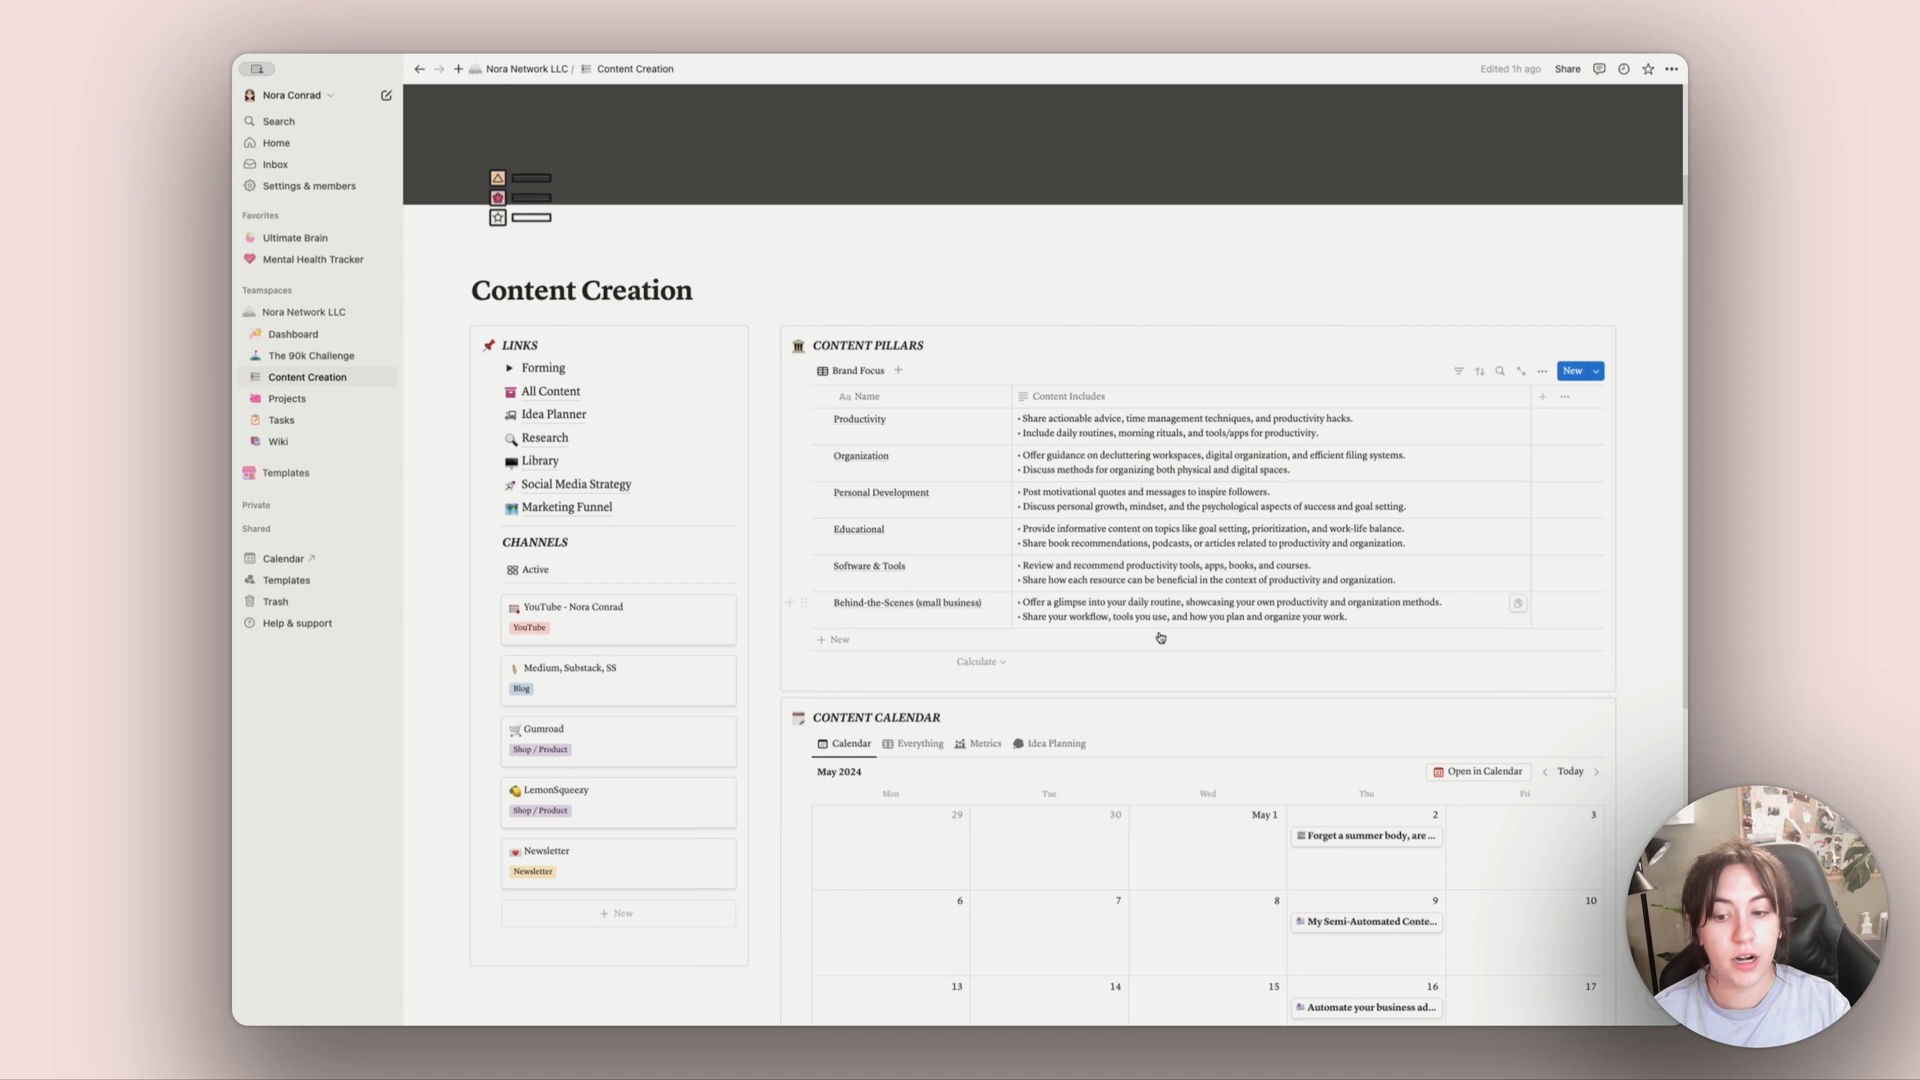 Nora Network LLC / Content Creation
Edited 1h ago Share
Nora Conrad
Search
Home
Inbox
Settings & members
Favorites
Ultimate Brain
Mental Health Tracker
Teamspaces
Nora Network LLC
Dashboard
The 90k Challenge
Content Creation
Projects
Tasks
Wiki
Templates
Private
Shared
Calendar ↗
Templates
Trash
Help & support
Content Creation
LINKS
Forming
All Content
Idea Planner
Research
Library
Social Media Strategy
Marketing Funnel
CHANNELS
Active
YouTube - Nora Conrad
YouTube
Medium, Substack, SS
Blog
Gumroad
Shop / Product
LemonSqueezy
Shop / Product
Newsletter
Newsletter
+ New
CONTENT PILLARS
Brand Focus +
New
Aa Name Content Includes
Productivity
• Share actionable advice, time management techniques, and productivity hacks.
• Include daily routines, morning rituals, and tools/apps for productivity.
Organization
• Offer guidance on decluttering workspaces, digital organization, and efficient filing systems.
• Discuss methods for organizing both physical and digital spaces.
Personal Development
• Post motivational quotes and messages to inspire followers.
• Discuss personal growth, mindset, and the psychological aspects of success and goal setting.
Educational
• Provide informative content on topics like goal setting, prioritization, and work-life balance.
• Share book recommendations, podcasts, or articles related to productivity and organization.
Software & Tools
• Review and recommend productivity tools, apps, books, and courses.
• Share how each resource can be beneficial in the context of productivity and organization.
Behind-the-Scenes (small business)
• Offer a glimpse into your daily routine, showcasing your own productivity and organization methods.
• Share your workflow, tools you use, and how you plan and organize your work.
+ New
Calculate
CONTENT CALENDAR
Calendar Everything Metrics Idea Planning
May 2024
Open in Calendar < Today >
Mon Tue Wed Thu Fri
29 30 May 1 2 3
Forget a summer body, are ...
6 7 8 9 10
My Semi-Automated Conte...
13 14 15 16 17
Automate your business ad...